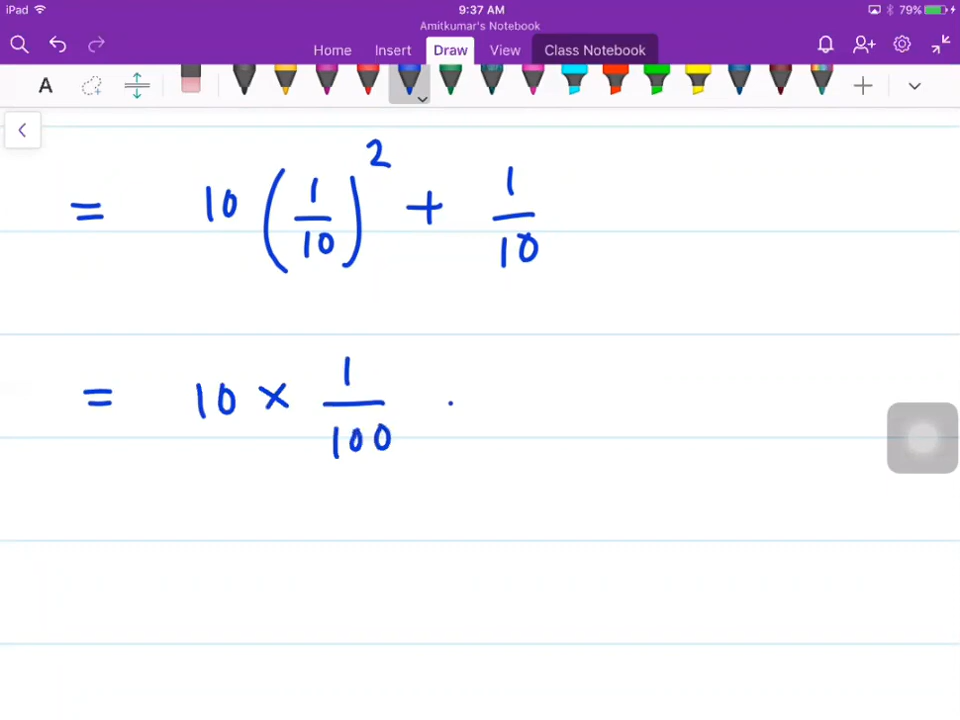 iPad 9:37 AM 79%
Amitkumar's Notebook
Home Insert Draw View Class Notebook
A
= 10 (1/10)^2 + 1/10
= 10 × 1/100 .